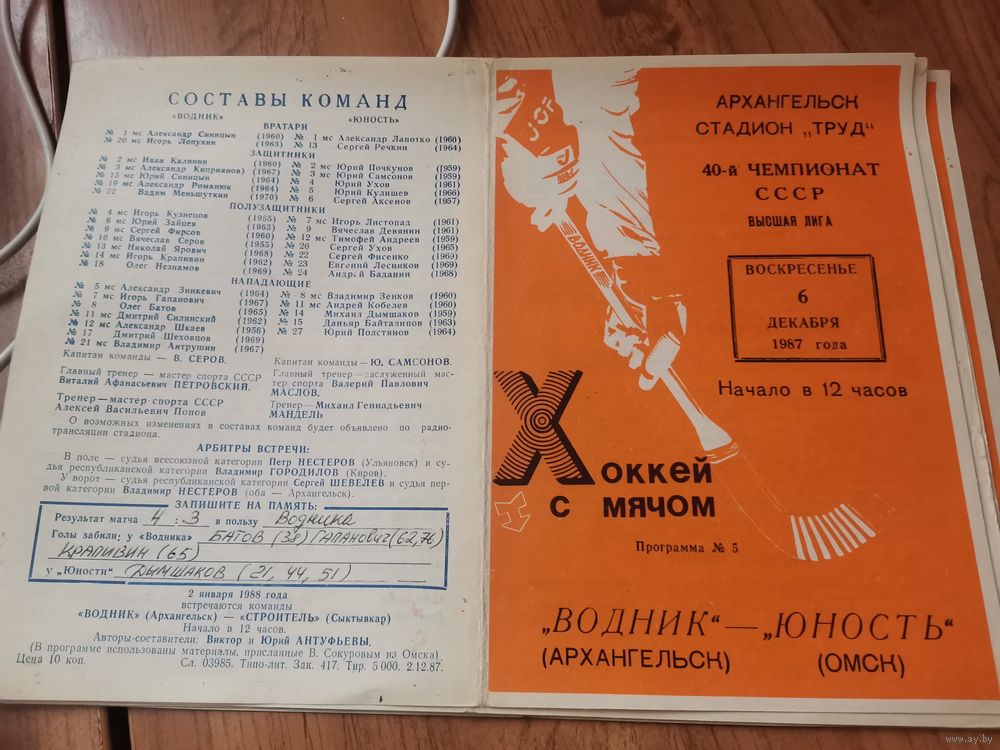 СОСТАВЫ КОМАНД
«ВОДНИК» «ЮНОСТЬ»
ВРАТАРИ
№ 1 мс Александр Синицын (1960) № 1 мс Александр Лапотко (1960)
№ 20 мс Игорь Лопухин (1963) № 13 Сергей Речкин (1964)
ЗАЩИТНИКИ
№ 2 мс Иван Калинин (1960) № 2 мс Юрий Почкунов (1959)
№ 3 мс Александр Киприянов) (1967) № 3 мс Юрий Самсонов (1959)
№ 15 мс Юрий Синицын (1964) № 4 Юрий Ухов (1961)
№ 19 мс Александр Романюк (1964) № 5 Юрий Кулишев (1966)
№ 22 Вадим Меньшуткин (1970) № 6 Сергей Аксенов (1957)
ПОЛУЗАЩИТНИКИ
№ 4 мс Игорь Кузнецов (1955) № 7 мс Игорь Листопад (1961)
№ 6 мс Юрий Зайцев (1963) № 9 Вячеслав Девянин (1961)
№ 9 мс Сергей Фирсов (1960) № 12 мс Тимофей Андреев (1959)
№ 10 мс Вячеслав Серов (1955) № 20 Сергей Ухов (1965)
№ 13 мс Николай Ярович (1968) № 22 Сергей Фисенко (1969)
№ 14 мс Игорь Крапивин (1962) № 23 Евгений Лесников (1969)
№ 18 Олег Незнамов (1969) № 24 Андрей Баданин (1968)
НАПАДАЮЩИЕ
№ 5 мс Александр Зинкевич (1964) № 8 мс Владимир Зенков (1960)
№ 7 мс Игорь Гапанович (1967) № 11 мс Андрей Кобелев (1960)
№ 8 Олег Батов (1965) № 14 Михаил Дымшаков (1959)
№ 11 мс Дмитрий Силинский (1962) № 15 Даньяр Байталипов (1963)
№ 12 мс Александр Шкаев (1956) № 27 Юрий Полстянов (1964)
№ 17 Дмитрий Шеховцов (1969)
№ 21 мс Владимир Антрушин (1967)
Капитан команды — В. СЕРОВ. Капитан команды — Ю. САМСОНОВ.
Главный тренер — мастер спорта СССР
Виталий Афанасьевич ПЕТРОВСКИЙ.
Тренер — мастер спорта СССР
Алексей Васильевич Попов
Главный тренер — заслуженный мас-
тер спорта Валерий Павлович
МАСЛОВ.
Тренер — Михаил Геннадьевич
МАНДЕЛЬ
О возможных изменениях в составах команд будет объявлено по радио-
трансляции стадиона.
АРБИТРЫ ВСТРЕЧИ:
В поле — судья всесоюзной категории Петр НЕСТЕРОВ (Ульяновск) и су-
дья республиканской категории Владимир ГОРОДИЛОВ (Киров).
У ворот — судья республиканской категории Сергей ШЕВЕЛЕВ и судья пер-
вой категории Владимир НЕСТЕРОВ (оба — Архангельск).
ЗАПИШИТЕ НА ПАМЯТЬ:
Результат матча 4 : 3 в пользу Водника
Голы забили: у «Водника» БАТОВ (38) ГАПАНОВИЧ (62, 76)
КРАПИВИН (65)
у „Юности" ДЫМШАКОВ (21, 44, 51)
2 января 1988 года
встречаются команды
«ВОДНИК» (Архангельск) — «СТРОИТЕЛЬ» (Сыктывкар)
Начало в 12 часов.
Авторы-составители: Виктор и Юрий АНТУФЬЕВЫ.
(В программе использованы материалы, присланные В. Сокуровым из Омска).
Цена 10 коп. Сл. 03985. Типо-лит. Зак. 417. Тир. 5 000. 2.12.87.
АРХАНГЕЛЬСК
СТАДИОН „ТРУД"
40-й ЧЕМПИОНАТ
СССР
ВЫСШАЯ ЛИГА
ВОСКРЕСЕНЬЕ
6
ДЕКАБРЯ
1987 года
Начало в 12 часов
ВОДНИК
Хоккей
с мячом
Программа № 5
„ВОДНИК" — „ЮНОСТЬ"
(АРХАНГЕЛЬСК) (ОМСК)
www.ay.by